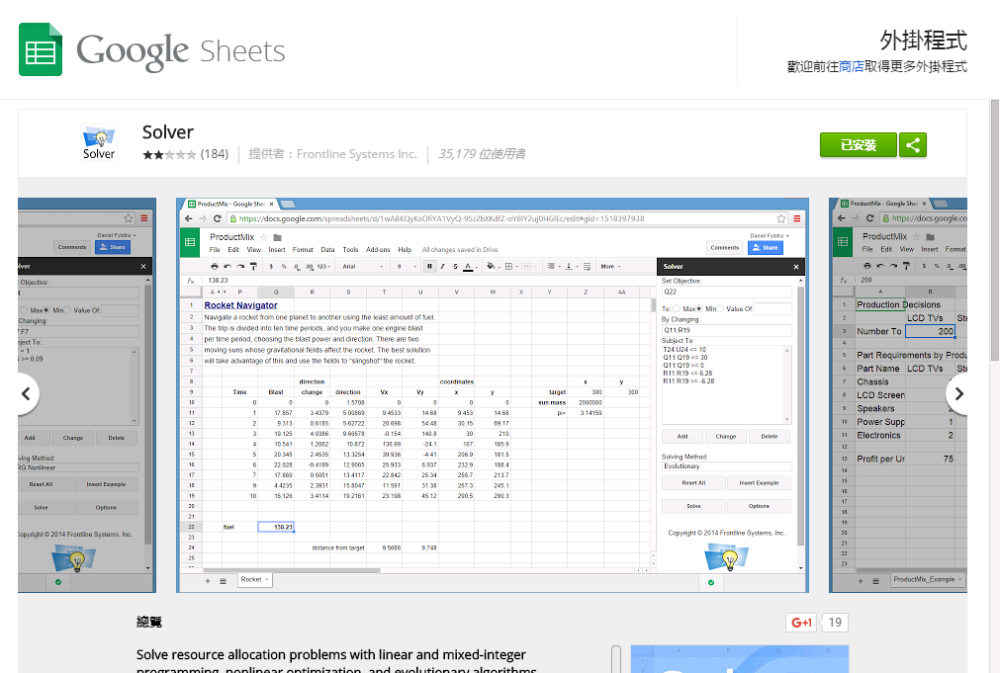 Google Sheets
外掛程式
歡迎前往商店取得更多外掛程式
Solver
Solver
(184) 提供者：Frontline Systems Inc. 35,179 位使用者
已安裝
ProductMix - Google She
https://docs.google.com/spreadsheets/d/1wABKQyKsOflYA1VyQ-9SJ2bXKdfZ-oY8lY2uj0HGlEc/edit#gid=1518397938
ProductMix
Daniel Fylstra
File Edit View Insert Format Data Tools Add-ons Help All changes saved in Drive
Comments Share
$ % .0 .00 123 Arial 9 B I S A More
138.23
A P Q R S T U V W X Y Z AA
1 Rocket Navigator
2 Navigate a rocket from one planet to another using the least amount of fuel.
3 The trip is divided into ten time periods, and you make one engine blast
4 per time period, choosing the blast power and direction. There are two
5 moving suns whose gravitational fields affect the rocket. The best solution
6 will take advantage of this and use the fields to "slingshot" the rocket.
7
8 direction coordinates x y
9 Time Blast change direction Vx Vy x y target 300 300
10 0 0 0 1.5708 0 0 0 0 sun mass 2000000
11 1 17.857 3.4379 5.00869 9.4533 14.68 9.453 14.68 pi= 3.14159
12 2 9.313 0.6185 5.62722 20.698 54.48 30.15 69.17
13 3 19.125 4.0386 9.66578 -0.154 140.8 30 210
14 4 10.541 1.2062 10.872 136.99 -24.1 167 185.9
15 5 20.345 2.4535 13.3254 39.936 -4.41 206.9 181.5
16 6 22.628 -0.4189 12.9065 25.933 6.937 232.9 188.4
17 7 17.869 0.5051 13.4117 22.842 25.34 255.7 213.7
18 9 4.4235 2.3931 15.8047 11.591 31.38 267.3 245.1
19 10 16.126 3.4114 19.2161 23.198 45.12 290.5 290.3
20
21
22 fuel 138.23
23
24 distance from target 9.5086 9.748
25
Rocket
Solver
Set Objective:
Q22
To: Max Min Value Of:
By Changing:
Q11:R19
Subject To:
T24:U24 <= 10
Q11:Q19 <= 30
Q11:Q19 >= 0
R11:R19 <= 6.28
R11:R19 >= -6.28
Add Change Delete
Solving Method:
Evolutionary
Reset All Insert Example
Solve Options
Copyright © 2014 Frontline Systems, Inc.
Daniel Fylstra
Comments Share
Objective:
Max Min Value Of:
Changing:
>= 0.09
Add Change Delete
Method:
Nonlinear
Reset All Insert Example
Solve Options
Copyright © 2014 Frontline Systems, Inc.
ProductMix - Google She
https://docs.google.co
ProductMix
File Edit View Insert Format
$ % .0 .00 123
200
A B
1 Production Decisions
2 LCD TVs
3 Number To 200
4
5 Part Requirements by Produ
6 Part Name LCD TVs
7 Chassis 1
8 LCD Screen 1
9 Speakers 2
10 Power Supp 1
11 Electronics 2
12
13 Profit per Ur 75
14
15
16
17
18
19
20
21
22
23
ProductMix_Example
總覽
G+1 19
Solve resource allocation problems with linear and mixed-integer
programming, nonlinear optimization, and evolutionary algorithms